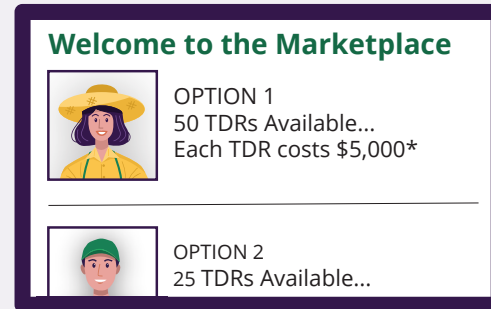 Welcome to the Marketplace
OPTION 1
50 TDRs Available...
Each TDR costs $5,000*
OPTION 2
25 TDRs Available...